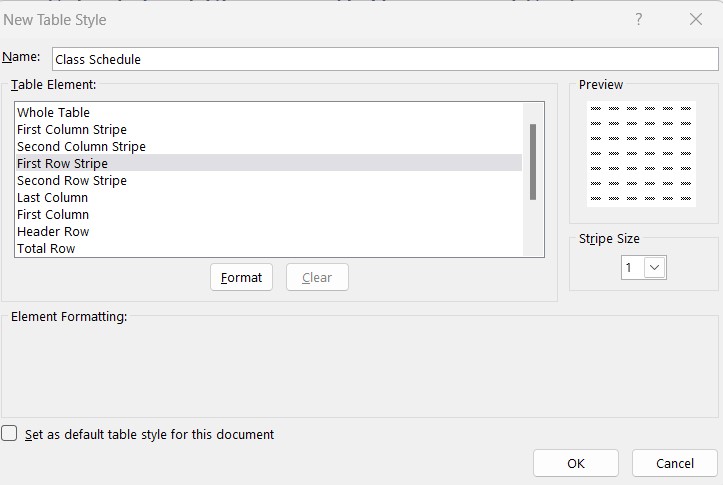 New Table Style
?
Name: Class Schedule
Table Element:
Whole Table
First Column Stripe
Second Column Stripe
First Row Stripe
Second Row Stripe
Last Column
First Column
Header Row
Total Row
Format
Clear
Preview
Stripe Size
1
Element Formatting:
Set as default table style for this document
OK
Cancel